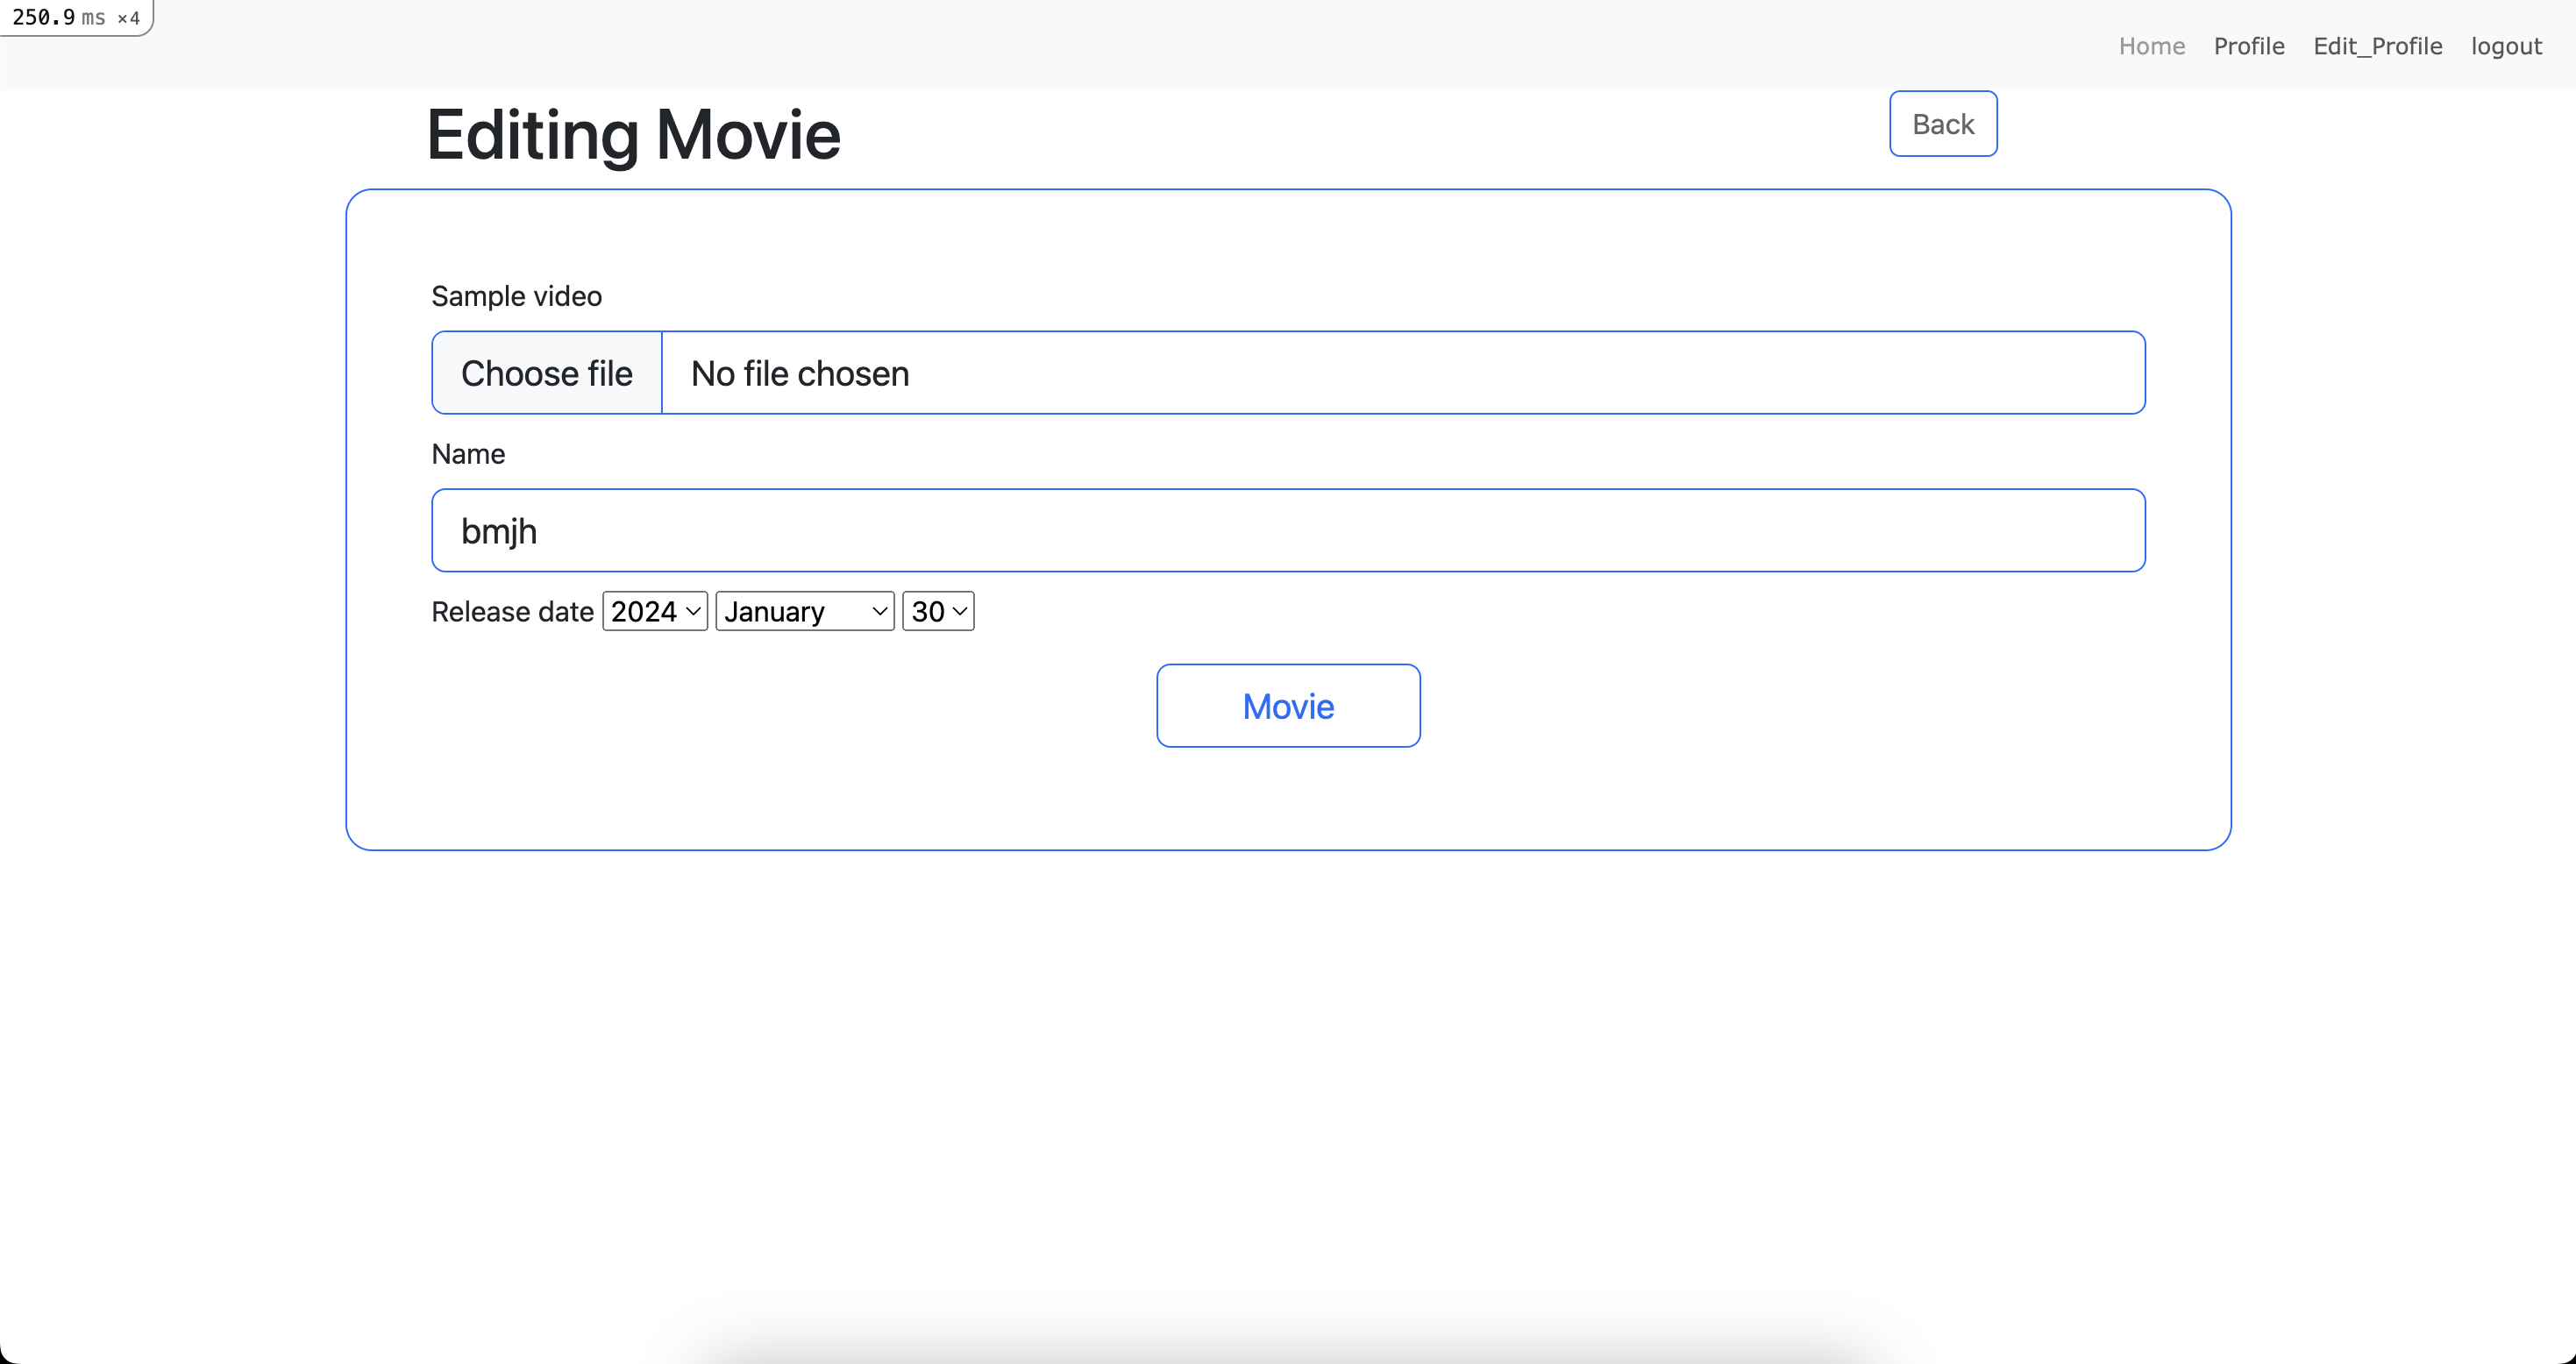 250.9 ms ×4
Home Profile Edit_Profile logout
Editing Movie Back
Sample video
Choose file No file chosen
Name
bmjh
Release date 2024 January 30
Movie